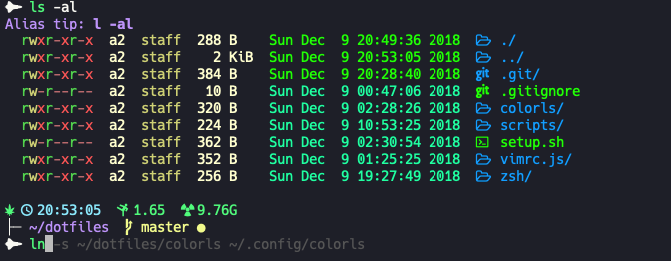 ls -al
Alias tip: l -al
rwxr-xr-x a2 staff 288 B Sun Dec 9 20:49:36 2018 ./
rwxr-xr-x a2 staff 2 KiB Sun Dec 9 20:53:05 2018 ../
rwxr-xr-x a2 staff 384 B Sun Dec 9 20:28:40 2018 git .git/
rw-r--r-- a2 staff 10 B Sun Dec 9 00:47:06 2018 git .gitignore
rwxr-xr-x a2 staff 320 B Sun Dec 9 02:28:26 2018 colorls/
rwxr-xr-x a2 staff 224 B Sun Dec 9 10:53:25 2018 scripts/
rw-r--r-- a2 staff 362 B Sun Dec 9 02:30:54 2018 setup.sh
rwxr-xr-x a2 staff 352 B Sun Dec 9 01:25:25 2018 vimrc.js/
rwxr-xr-x a2 staff 256 B Sun Dec 9 19:27:49 2018 zsh/
20:53:05 1.65 9.76G
~/dotfiles master ●
ln -s ~/dotfiles/colorls ~/.config/colorls